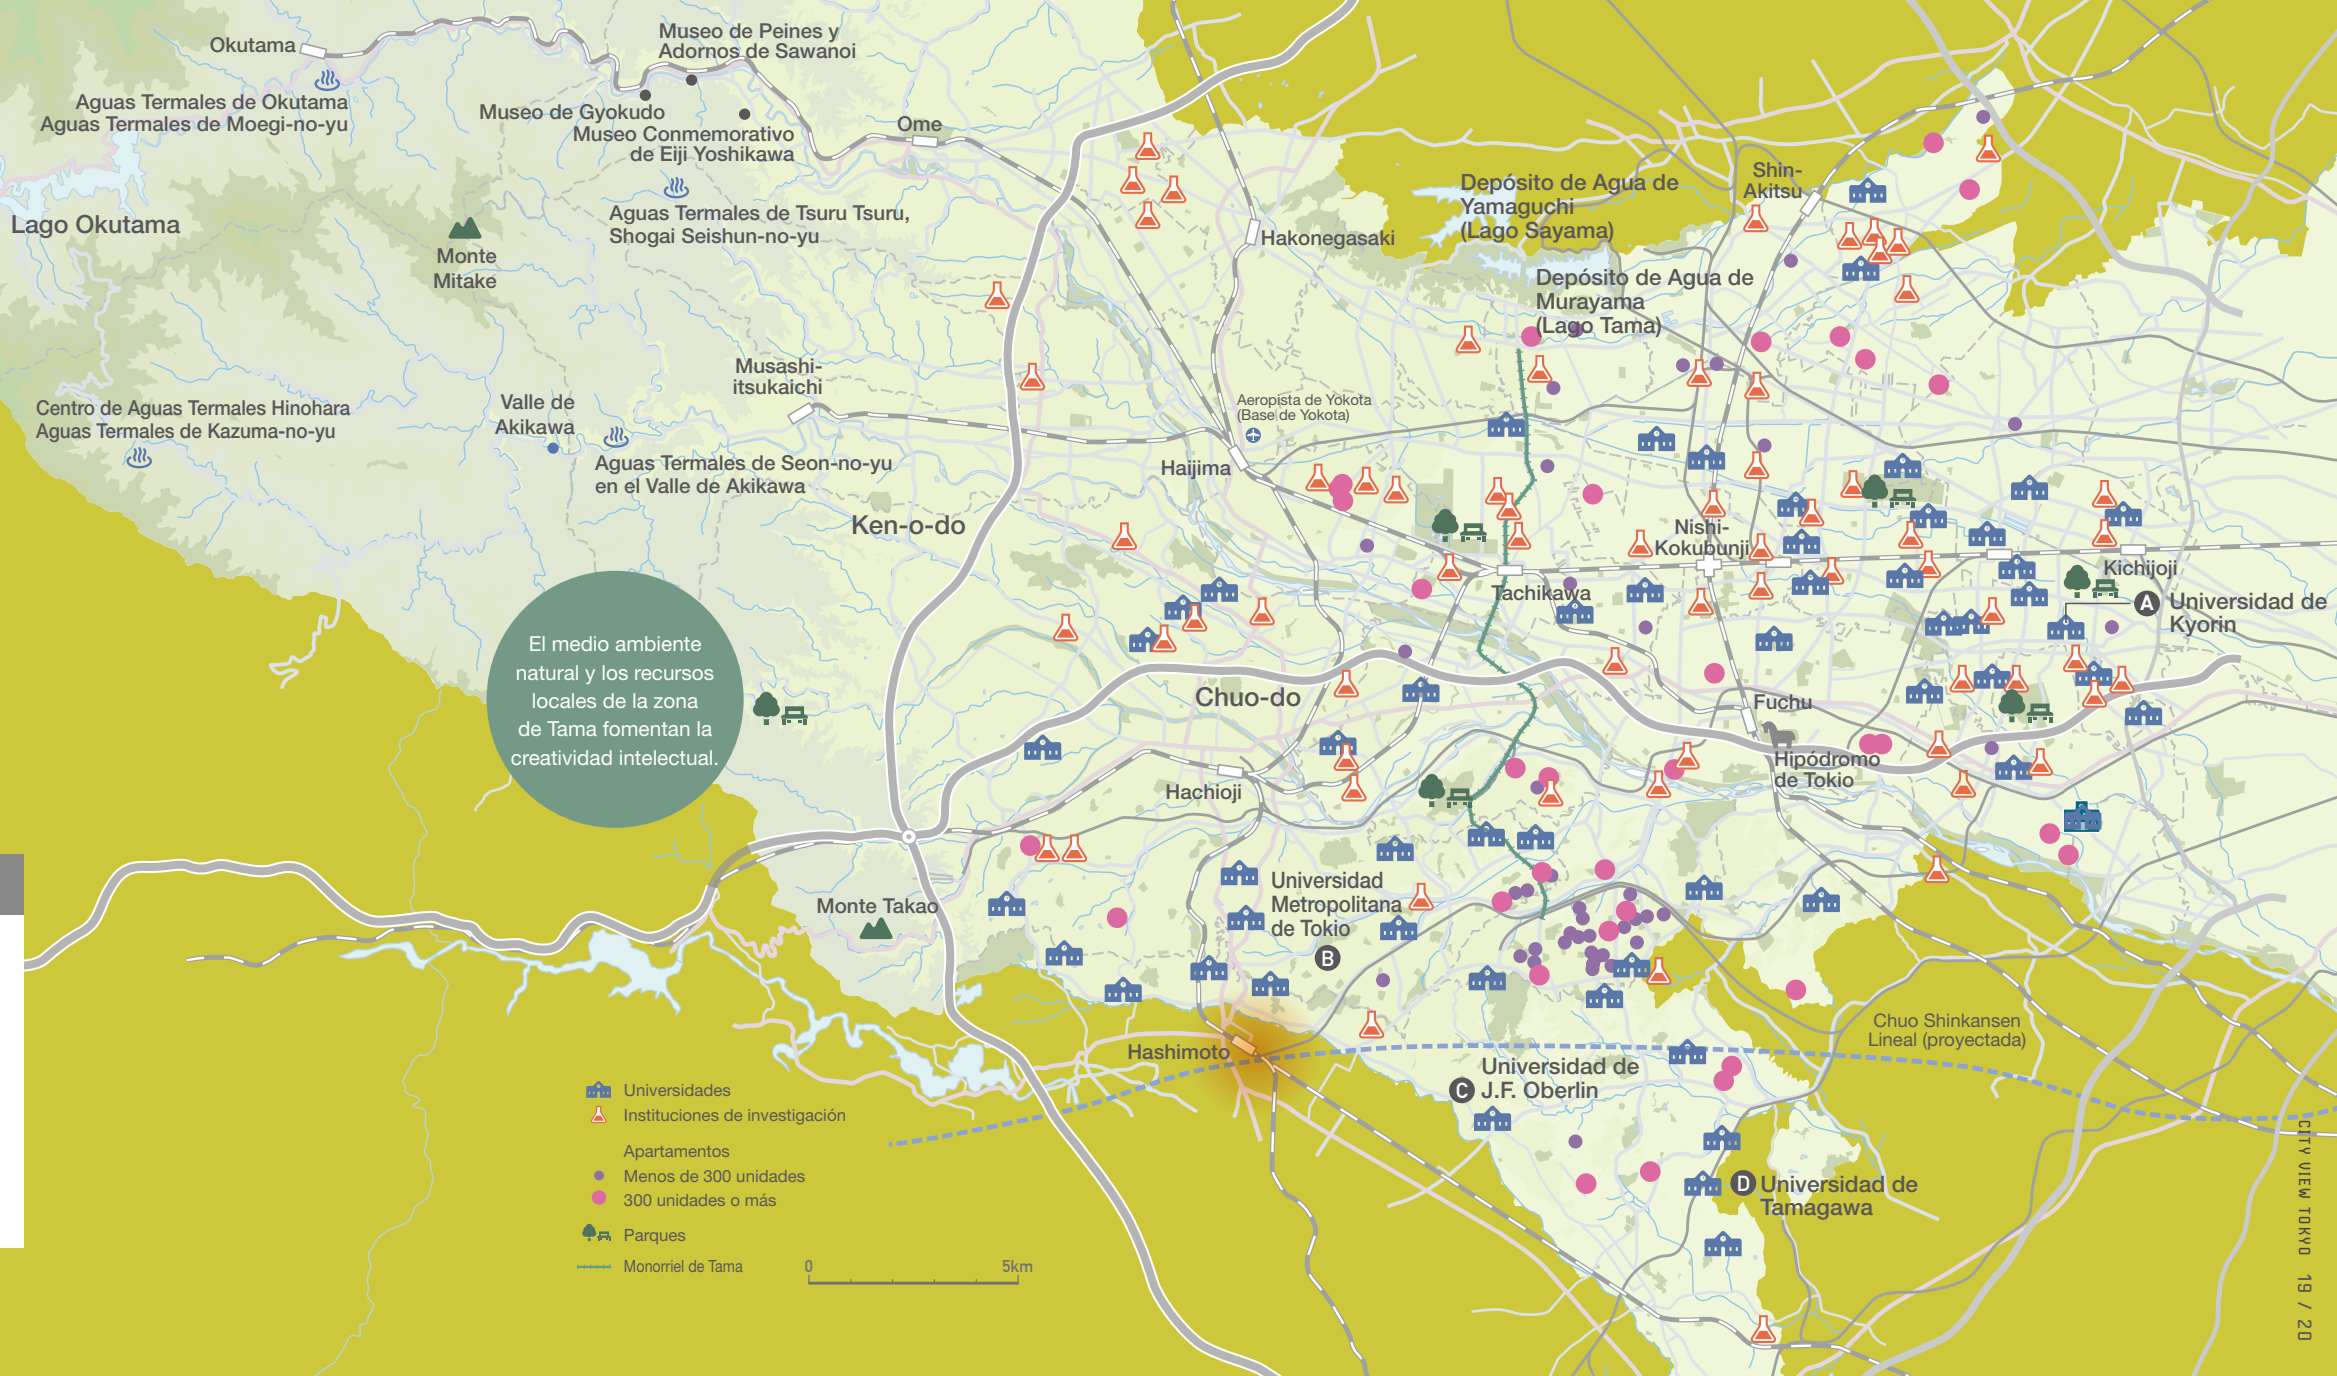 Okutama
Museo de Peines y
Adornos de Sawanoi
Aguas Termales de Okutama
Aguas Termales de Moegi-no-yu
Museo de Gyokudo
Museo Conmemorativo
de Eiji Yoshikawa
Ome
Lago Okutama
Monte
Mitake
Aguas Termales de Tsuru Tsuru,
Shogai Seishun-no-yu
Hakonegasaki
Depósito de Agua de
Yamaguchi
(Lago Sayama)
Shin-
Akitsu
Depósito de Agua de
Murayama
(Lago Tama)
Musashi-
itsukaichi
Centro de Aguas Termales Hinohara
Aguas Termales de Kazuma-no-yu
Valle de
Akikawa
Aguas Termales de Seon-no-yu
en el Valle de Akikawa
Aeropista de Yokota
(Base de Yokota)
Haijima
Ken-o-do
Nishi-
Kokubunji
Tachikawa
Kichijoji
A Universidad de
Kyorin
El medio ambiente
natural y los recursos
locales de la zona
de Tama fomentan la
creatividad intelectual.
Chuo-do
Fuchu
Hipódromo
de Tokio
Hachioji
Monte Takao
Universidad
Metropolitana
de Tokio
B
Hashimoto
Chuo Shinkansen
Lineal (proyectada)
Universidad de
C J.F. Oberlin
D Universidad de
Tamagawa
Universidades
Instituciones de investigación
Apartamentos
Menos de 300 unidades
300 unidades o más
Parques
Monorriel de Tama
0 5km
CITY VIEW TOKYO 19 / 20